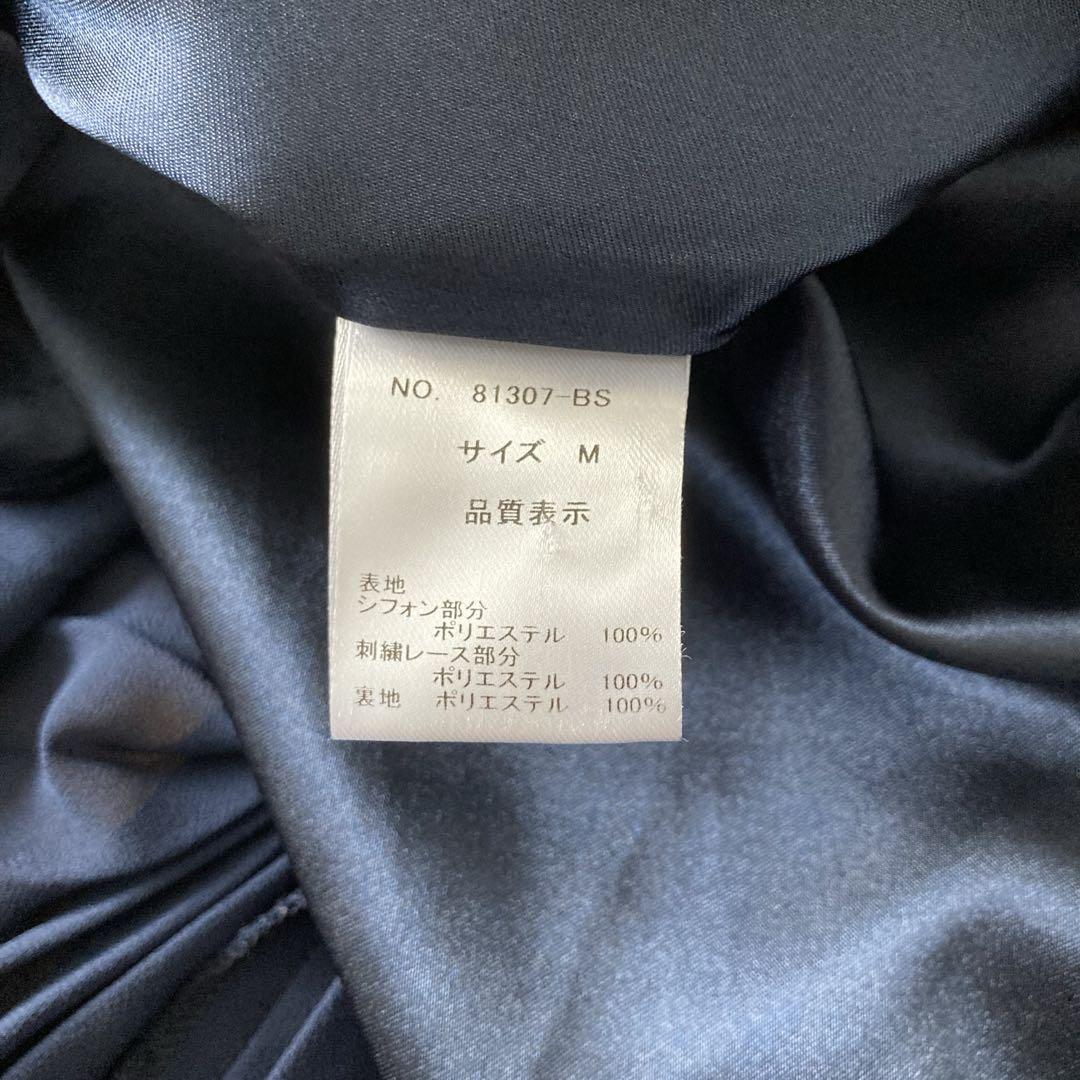 NO. 81307-BS
サイズ M
品質表示
表地
シフォン部分
ポリエステル 100%
刺繍レース部分
ポリエステル 100%
裏地 ポリエステル 100%